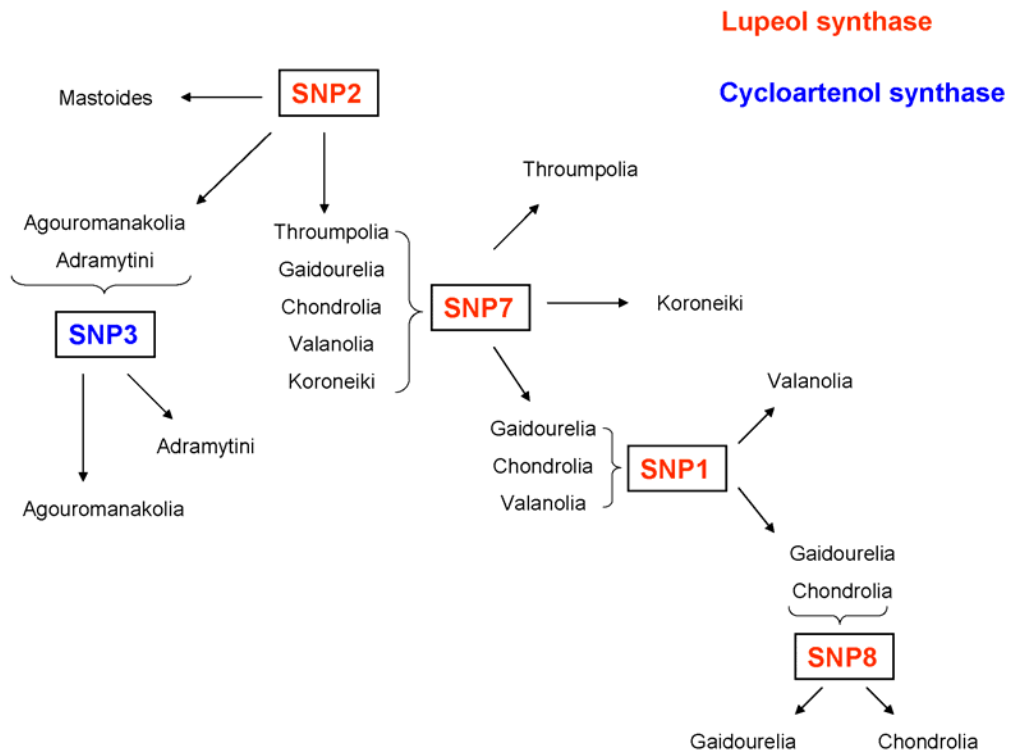 Lupeol synthase
Cycloartenol synthase
SNP2
Mastoides
Agouromanakolia
Adramytini
SNP3
Adramytini
Agouromanakolia
Throumpolia
Gaidourelia
Chondrolia
Valanolia
Koroneiki
SNP7
Throumpolia
Koroneiki
Gaidourelia
Chondrolia
Valanolia
SNP1
Valanolia
Gaidourelia
Chondrolia
SNP8
Gaidourelia
Chondrolia